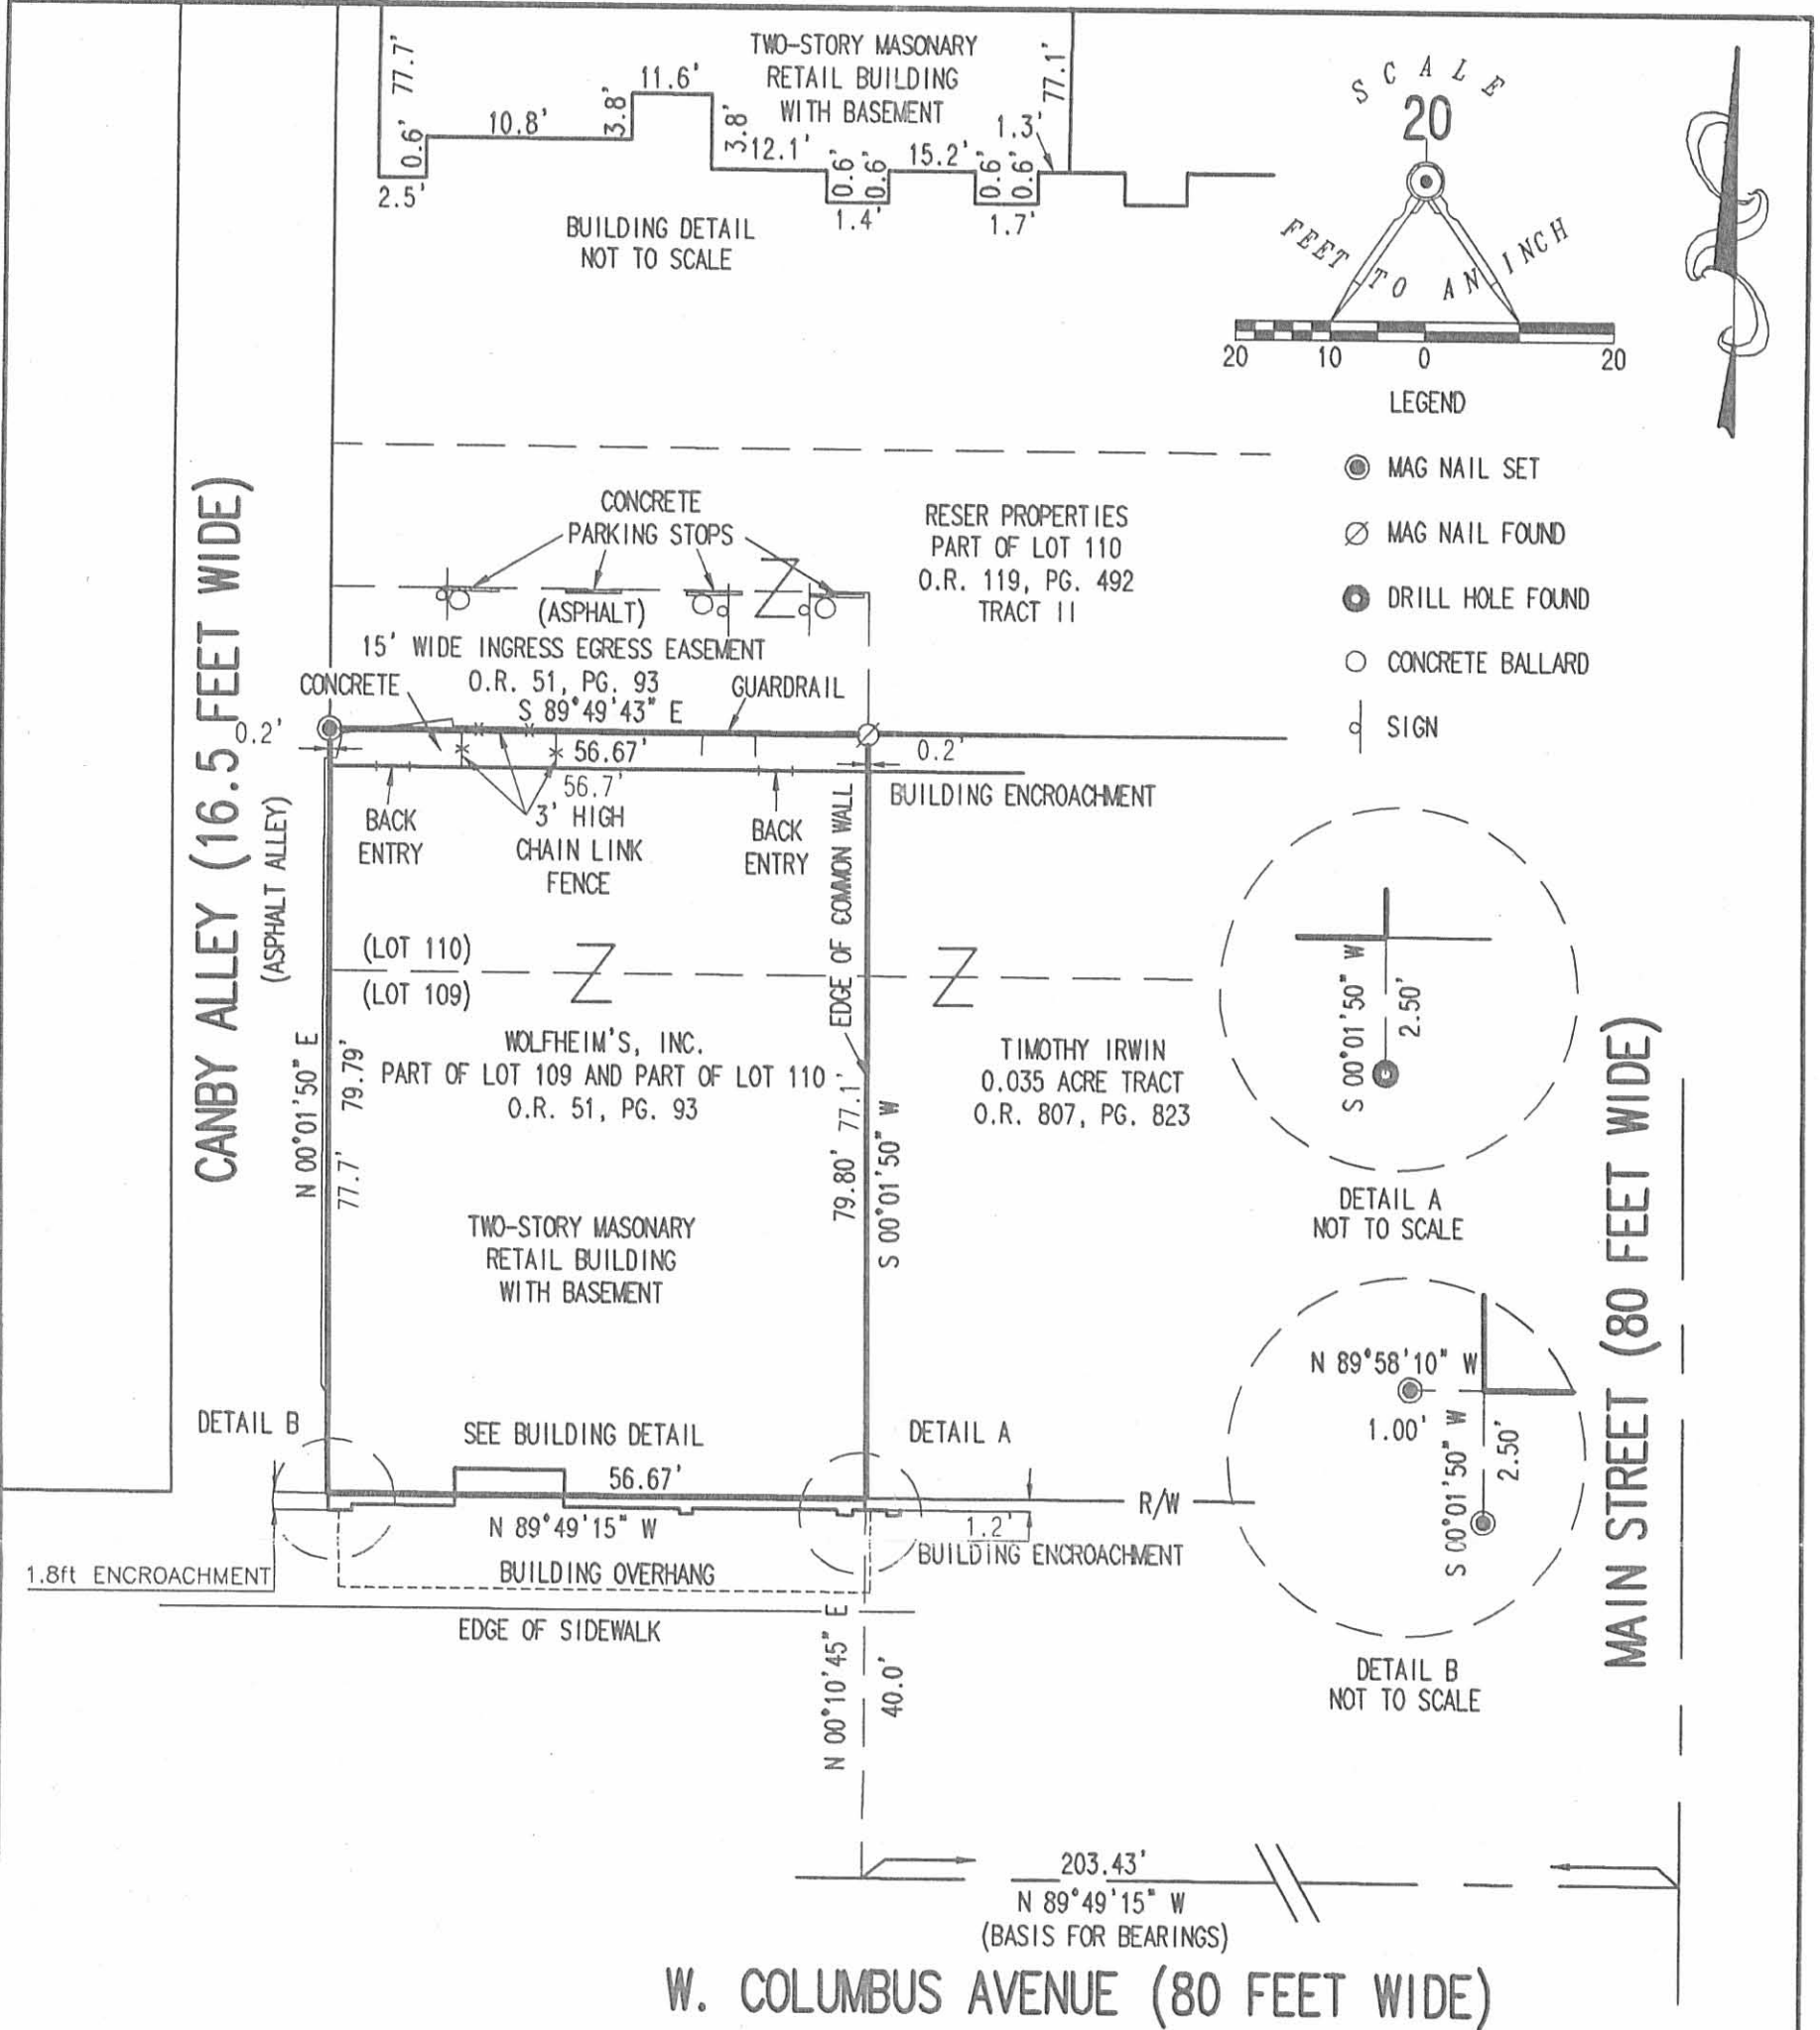 77.7'
0.6'
2.5'
10.8'
3.8'
11.6'
3.8'
12.1'
0.6'
0.6'
1.4'
15.2'
0.6'
0.6'
1.7'
1.3'
77.1'
TWO-STORY MASONARY
RETAIL BUILDING
WITH BASEMENT
BUILDING DETAIL
NOT TO SCALE
SCALE
20
FEET TO AN INCH
20 10 0 20
LEGEND
MAG NAIL SET
MAG NAIL FOUND
DRILL HOLE FOUND
CONCRETE BALLARD
SIGN
CONCRETE
PARKING STOPS
RESER PROPERTIES
PART OF LOT 110
O.R. 119, PG. 492
TRACT II
(ASPHALT)
15' WIDE INGRESS EGRESS EASEMENT
O.R. 51, PG. 93
CONCRETE
GUARDRAIL
S 89°49'43" E
0.2'
56.67'
0.2'
56.7'
BUILDING ENCROACHMENT
BACK
ENTRY
3' HIGH
CHAIN LINK
FENCE
BACK
ENTRY
EDGE OF COMMON WALL
CANBY ALLEY (16.5 FEET WIDE)
(ASPHALT ALLEY)
(LOT 110)
(LOT 109)
WOLFHEIM'S, INC.
PART OF LOT 109 AND PART OF LOT 110
O.R. 51, PG. 93
TIMOTHY IRWIN
0.035 ACRE TRACT
O.R. 807, PG. 823
N 00°01'50" E
79.79'
77.7'
77.1'
79.80'
S 00°01'50" W
TWO-STORY MASONARY
RETAIL BUILDING
WITH BASEMENT
S 00°01'50" W
2.50'
DETAIL A
NOT TO SCALE
N 89°58'10" W
1.00'
S 00°01'50" W
2.50'
DETAIL B
NOT TO SCALE
MAIN STREET (80 FEET WIDE)
DETAIL B
SEE BUILDING DETAIL
DETAIL A
56.67'
R/W
N 89°49'15" W
1.2'
BUILDING ENCROACHMENT
1.8ft ENCROACHMENT
BUILDING OVERHANG
EDGE OF SIDEWALK
N 00°10'45" E
40.0'
203.43'
N 89°49'15" W
(BASIS FOR BEARINGS)
W. COLUMBUS AVENUE (80 FEET WIDE)